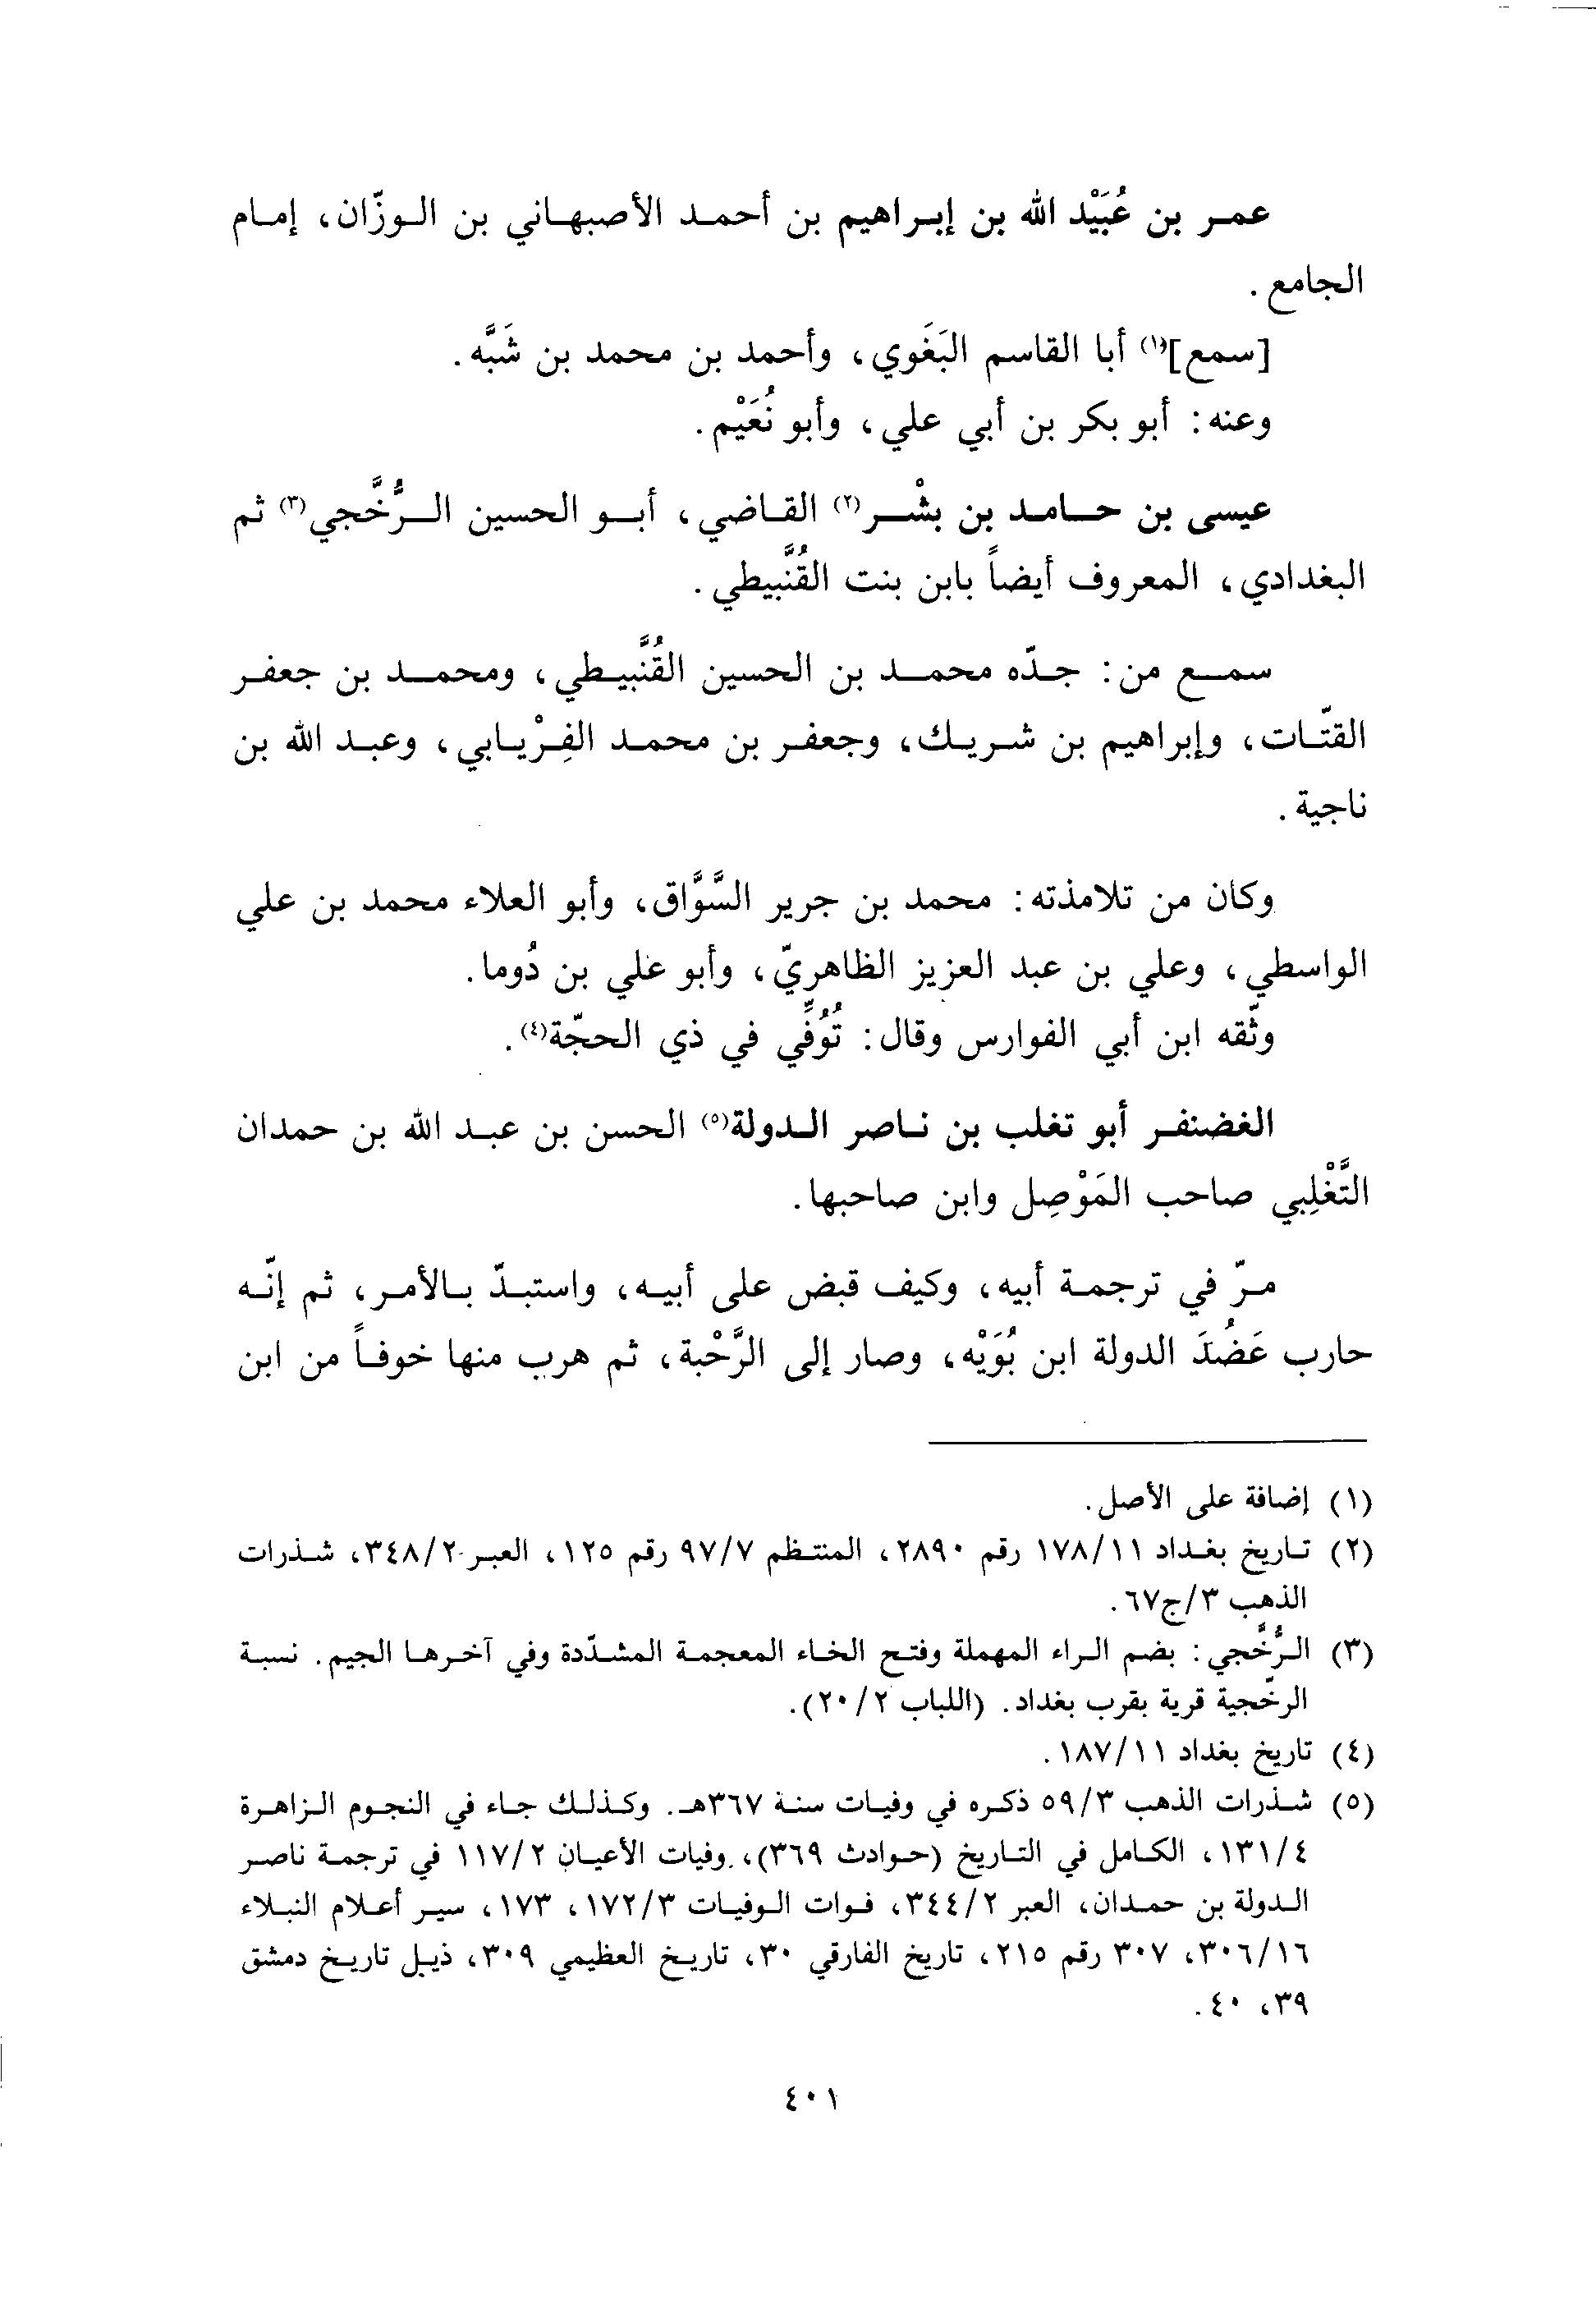 عمر بن عُبَيْد الله بن إبراهيم بن أحمد الأصبهاني بن الوزّان، إمام
الجامع.
[سمع]⁽¹⁾ أبا القاسم البَغَوي، وأحمد بن محمد بن شَبَّه.
وعنه: أبو بكر بن أبي علي، وأبو نُعَيْم.
عيسى بن حامد بن بشْر⁽٢⁾ القاضي، أبو الحسين الرُّخَّجي⁽٣⁾ ثم
البغدادي، المعروف أيضاً بابن بنت القُنَّبيطي.
سمع من: جدّه محمد بن الحسين القُنَّبيطي، ومحمد بن جعفر
القتّات، وإبراهيم بن شريك، وجعفر بن محمد الفِرْيابي، وعبد الله بن
ناجية.
وكان من تلامذته: محمد بن جرير السَّوَّاق، وأبو العلاء محمد بن علي
الواسطي، وعلي بن عبد العزيز الظاهريّ، وأبو علي بن دُوما.
وثّقه ابن أبي الفوارس وقال: تُوُفِّي في ذي الحجّة⁽٤⁾.
الغضنفر أبو تغلب بن ناصر الدولة⁽٥⁾ الحسن بن عبد الله بن حمدان
التَّغْلِبي صاحب المَوْصِل وابن صاحبها.
مرّ في ترجمة أبيه، وكيف قبض على أبيه، واستبدّ بالأمر، ثم إنّه
حارب عَضُدَ الدولة ابن بُوَيْه، وصار إلى الرَّحْبة، ثم هرب منها خوفاً من ابن
(١) إضافة على الأصل.
(٢) تاريخ بغداد ١٧٨/١١ رقم ٢٨٩٠، المنتظم ٩٧/٧ رقم ١٢٥، العبر ٣٤٨/٢، شذرات
الذهب ٣/ج٦٧.
(٣) الرُّخَّجي: بضم الراء المهملة وفتح الخاء المعجمة المشدّدة وفي آخرها الجيم. نسبة
الرخّجية قرية بقرب بغداد. (اللباب ٢٠/٢).
(٤) تاريخ بغداد ١٨٧/١١.
(٥) شذرات الذهب ٥٩/٣ ذكره في وفيات سنة ٣٦٧هـ. وكذلك جاء في النجوم الزاهرة
١٣١/٤، الكامل في التاريخ (حوادث ٣٦٩)، وفيات الأعيان ١١٧/٢ في ترجمة ناصر
الدولة بن حمدان، العبر ٣٤٤/٢، فوات الوفيات ١٧٢/٣، ١٧٣، سير أعلام النبلاء
٣٠٦/١٦، ٣٠٧ رقم ٢١٥، تاريخ الفارقي ٣٠، تاريخ العظيمي ٣٠٩، ذيل تاريخ دمشق
٣٩، ٤٠.
٤٠١